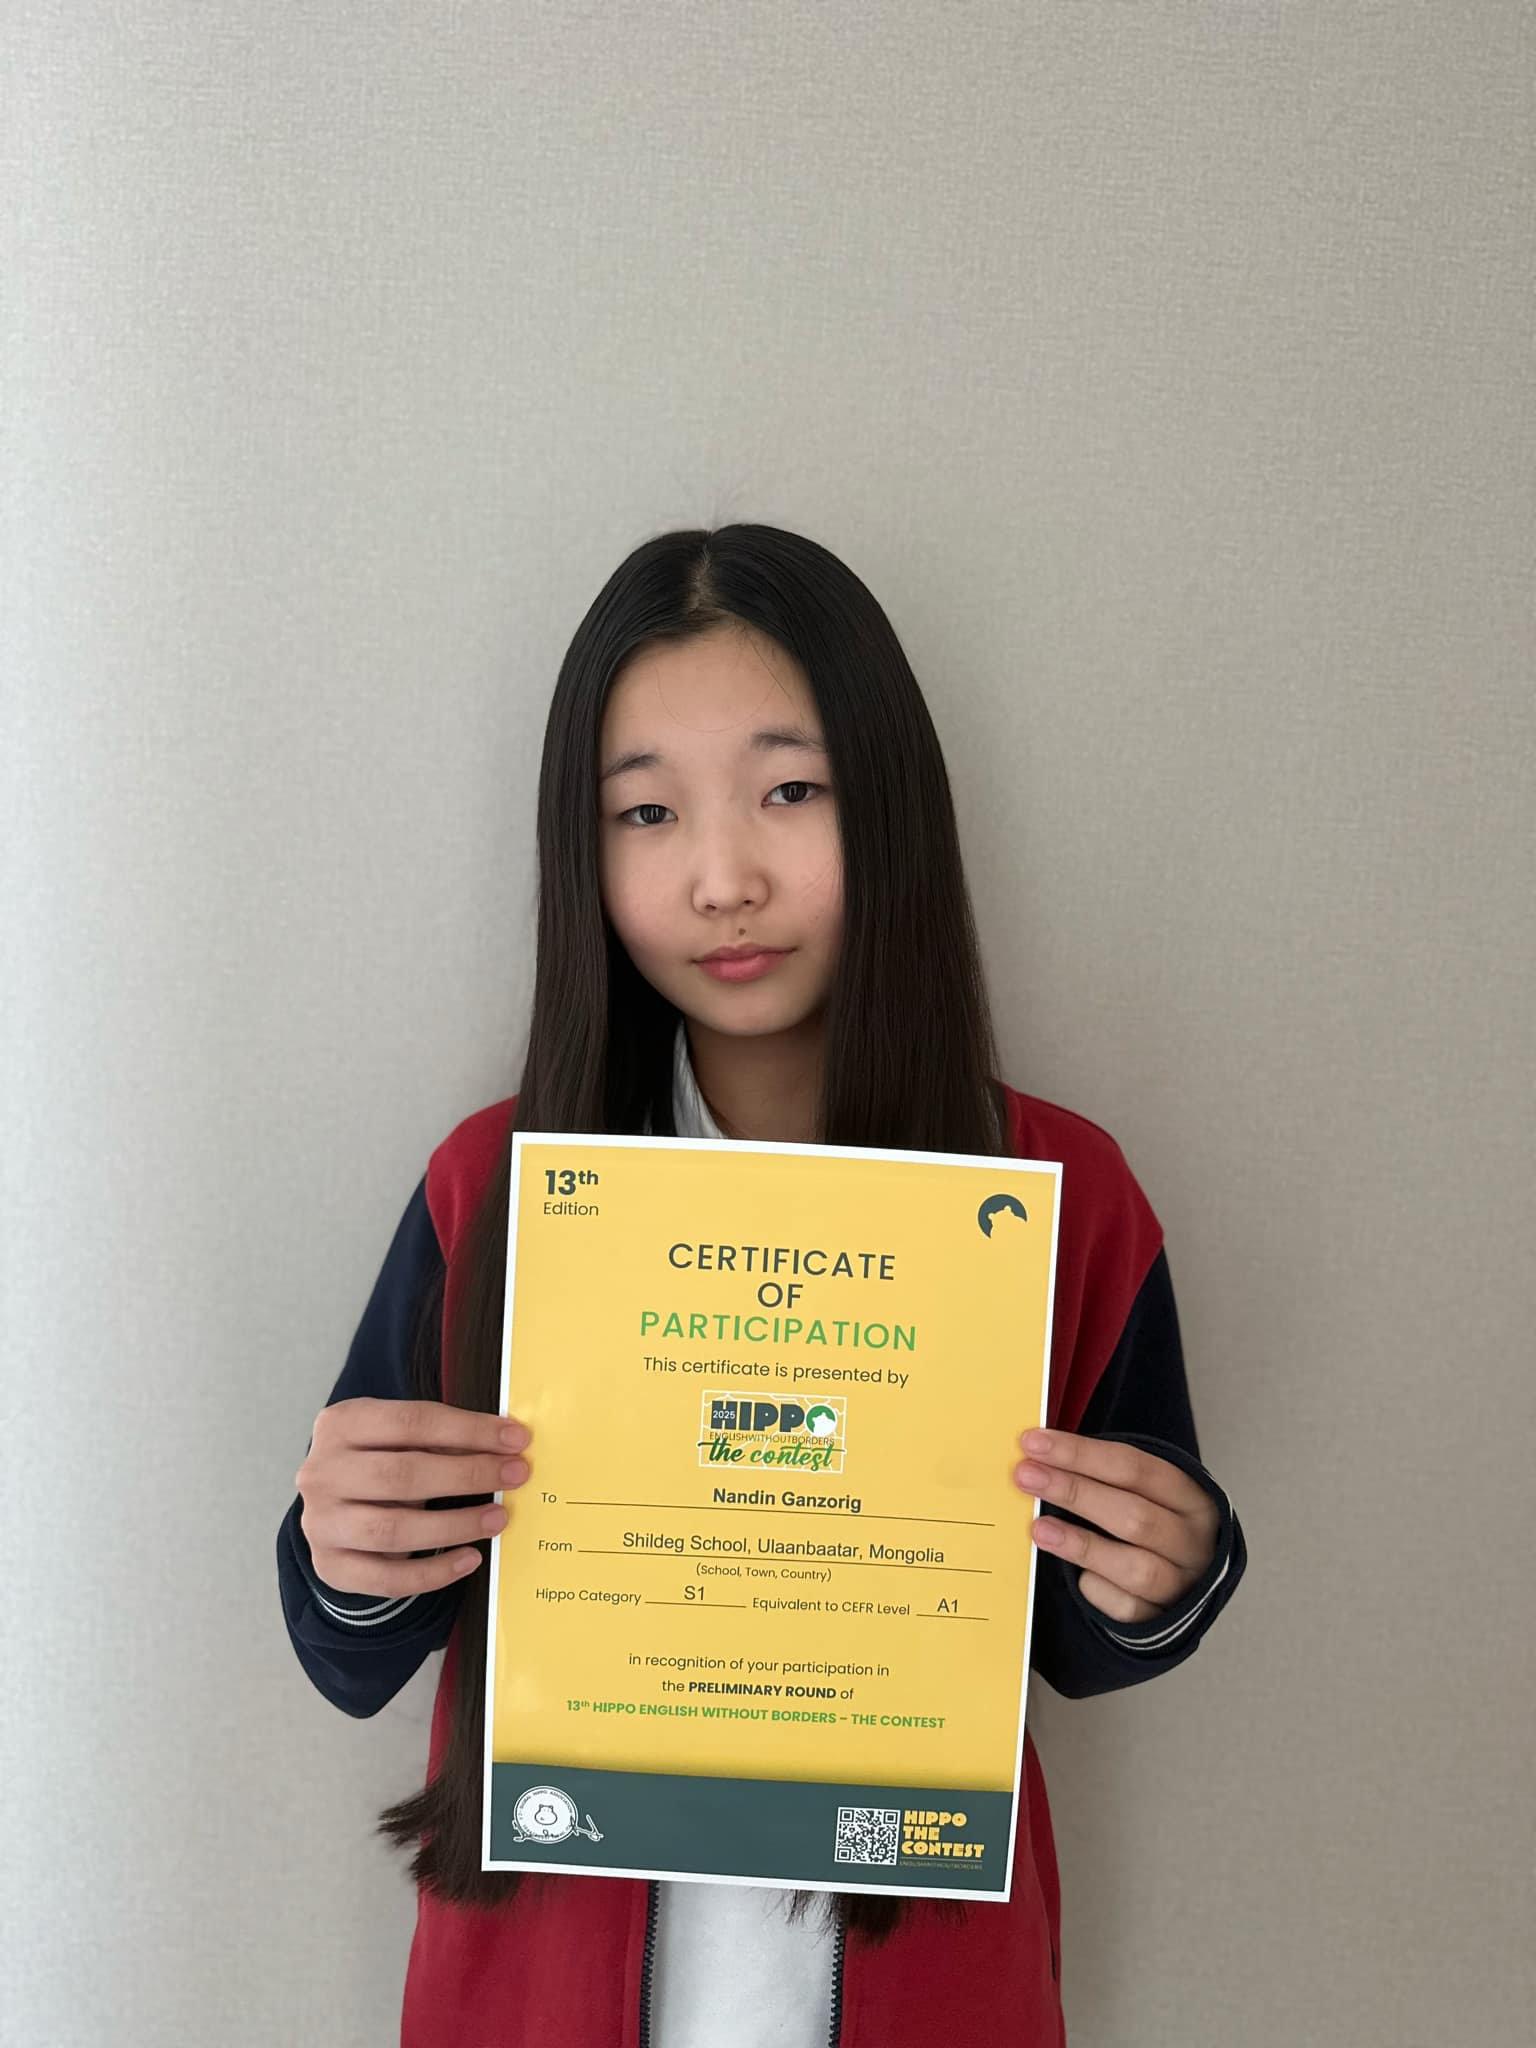 13th
Edition
CERTIFICATE
OF
PARTICIPATION
This certificate is presented by
2025 HIPPO
ENGLISHWITHOUTBORDERS
the contest
To Nandin Ganzorig
From Shildeg School, Ulaanbaatar, Mongolia
(School, Town, Country)
Hippo Category S1 Equivalent to CEFR Level A1
in recognition of your participation in
the PRELIMINARY ROUND of
13th HIPPO ENGLISH WITHOUT BORDERS – THE CONTEST
HIPPO
THE
CONTEST
ENGLISHWITHOUTBORDERS